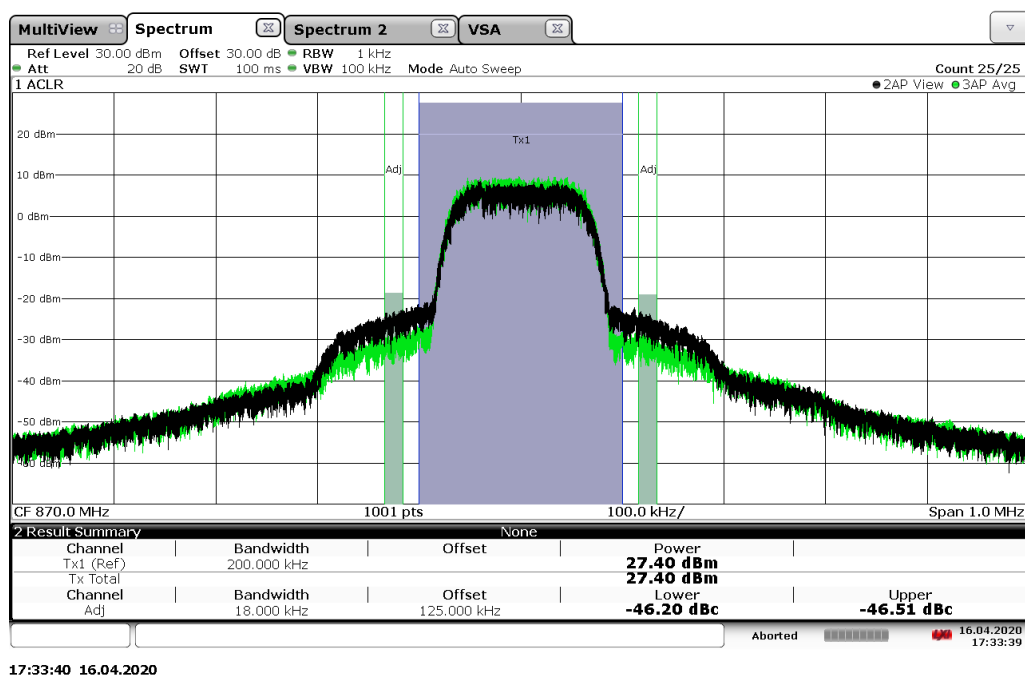 MultiView Spectrum Spectrum 2 VSA
Ref Level 30.00 dBm Offset 30.00 dB RBW 1 kHz
Att 20 dB SWT 100 ms VBW 100 kHz Mode Auto Sweep Count 25/25
1 ACLR 2AP View 3AP Avg
20 dBm
Tx1
Adj Adj
10 dBm
0 dBm
-10 dBm
-20 dBm
-30 dBm
-40 dBm
-50 dBm
-60 dBm
CF 870.0 MHz 1001 pts 100.0 kHz/ Span 1.0 MHz
2 Result Summary None
Channel Bandwidth Offset Power
Tx1 (Ref) 200.000 kHz 27.40 dBm
Tx Total 27.40 dBm
Channel Bandwidth Offset Lower Upper
Adj 18.000 kHz 125.000 kHz -46.20 dBc -46.51 dBc
Aborted 16.04.2020
17:33:39
17:33:40 16.04.2020